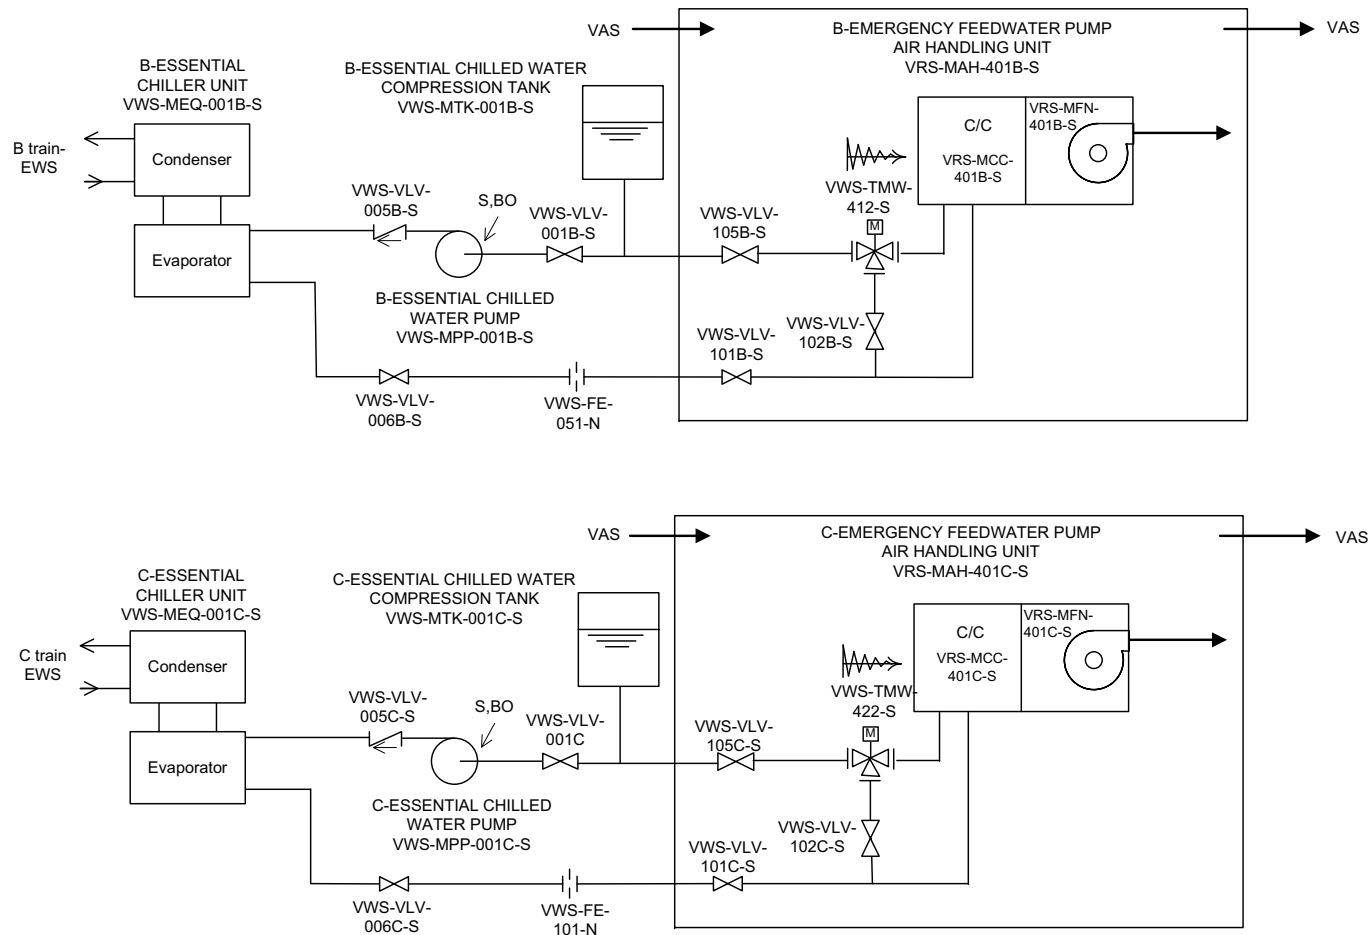 VAS
B-EMERGENCY FEEDWATER PUMP
AIR HANDLING UNIT
VRS-MAH-401B-S
VAS
B-ESSENTIAL
CHILLER UNIT
VWS-MEQ-001B-S
B-ESSENTIAL CHILLED WATER
COMPRESSION TANK
VWS-MTK-001B-S
B train-
EWS
Condenser
Evaporator
VWS-VLV-
005B-S
S,BO
VWS-VLV-
001B-S
VWS-VLV-
105B-S
VWS-TMW-
412-S
M
C/C
VRS-MCC-
401B-S
VRS-MFN-
401B-S
B-ESSENTIAL CHILLED
WATER PUMP
VWS-MPP-001B-S
VWS-VLV-
101B-S
VWS-VLV-
102B-S
VWS-VLV-
006B-S
VWS-FE-
051-N
VAS
C-EMERGENCY FEEDWATER PUMP
AIR HANDLING UNIT
VRS-MAH-401C-S
VAS
C-ESSENTIAL
CHILLER UNIT
VWS-MEQ-001C-S
C-ESSENTIAL CHILLED WATER
COMPRESSION TANK
VWS-MTK-001C-S
C train
EWS
Condenser
Evaporator
VWS-VLV-
005C-S
S,BO
VWS-VLV-
001C
VWS-VLV-
105C-S
VWS-TMW-
422-S
M
C/C
VRS-MCC-
401C-S
VRS-MFN-
401C-S
C-ESSENTIAL CHILLED
WATER PUMP
VWS-MPP-001C-S
VWS-VLV-
101C-S
VWS-VLV-
102C-S
VWS-VLV-
006C-S
VWS-FE-
101-N